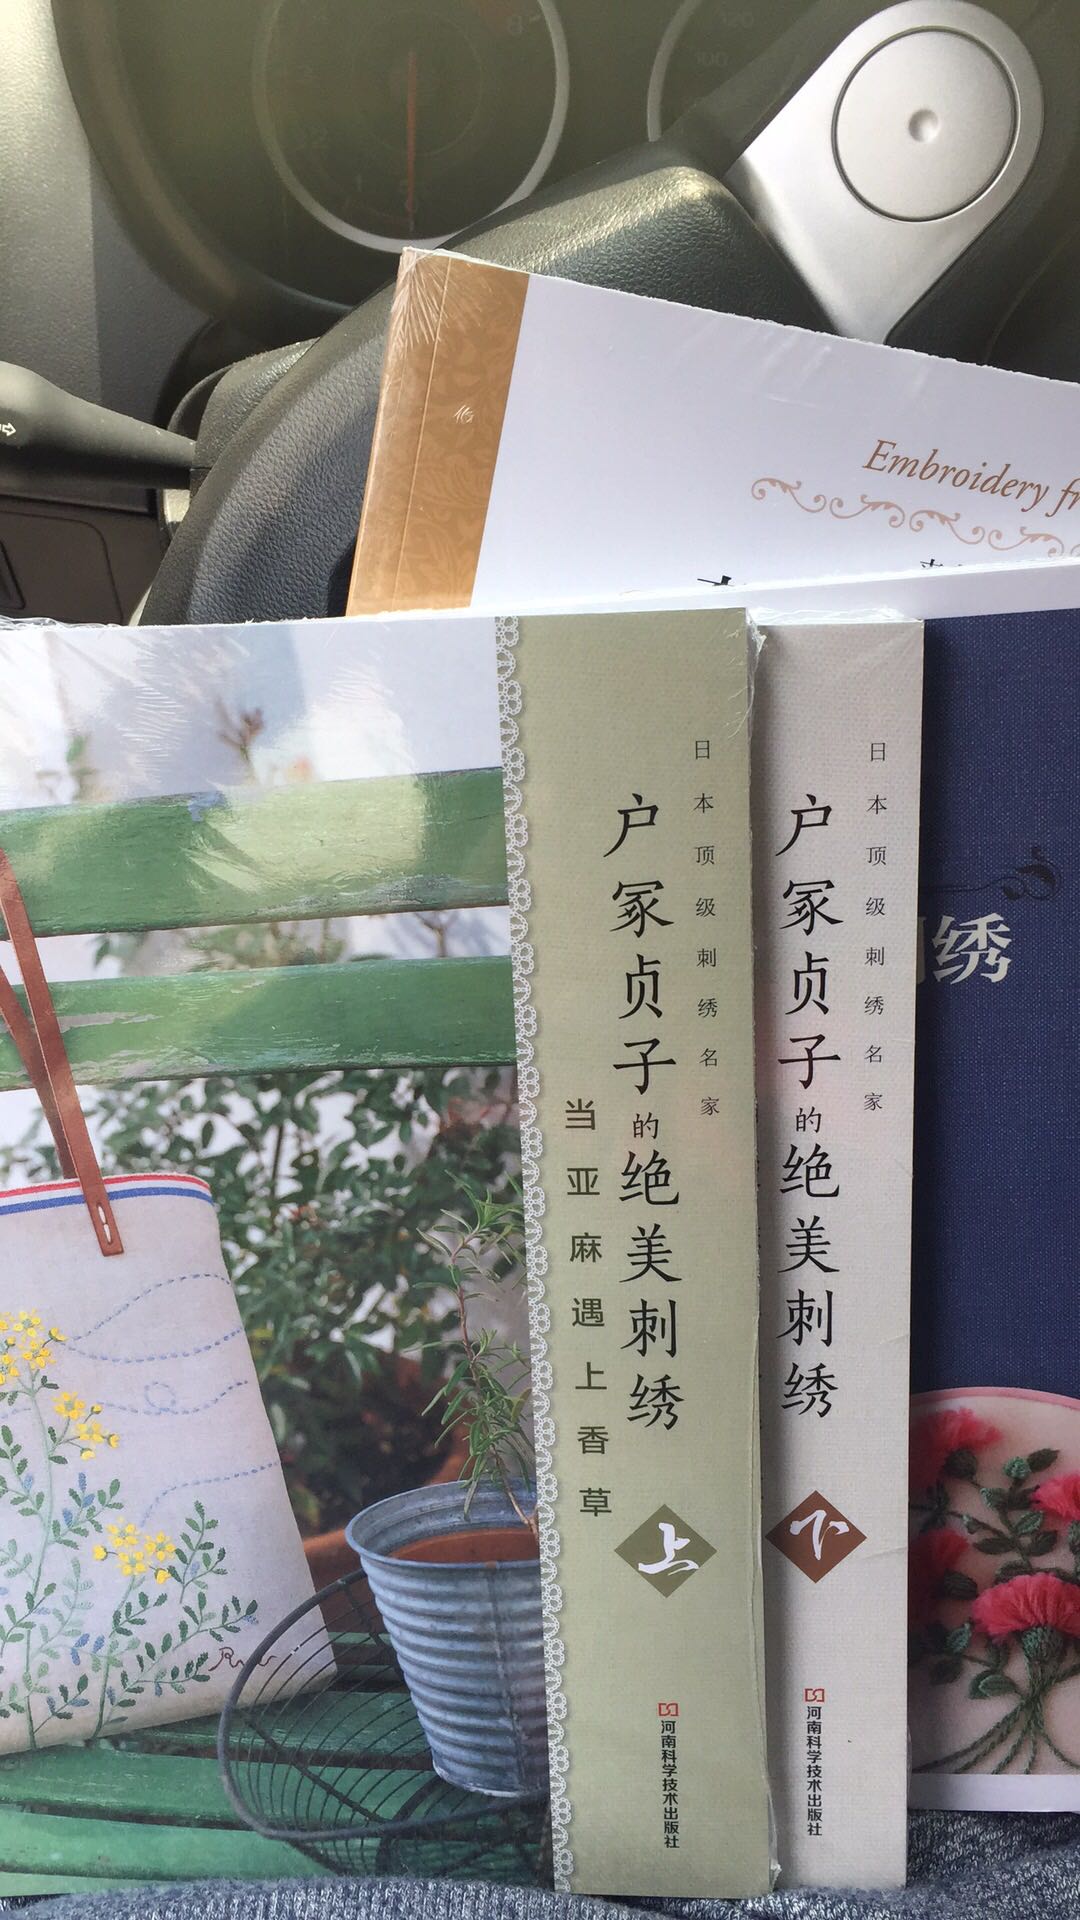 Embroidery fr
日本顶级刺绣名家
户冢贞子的绝美刺绣
当亚麻遇上香草
上
河南科学技术出版社
日本顶级刺绣名家
户冢贞子的绝美刺绣
下
河南科学技术出版社
绣